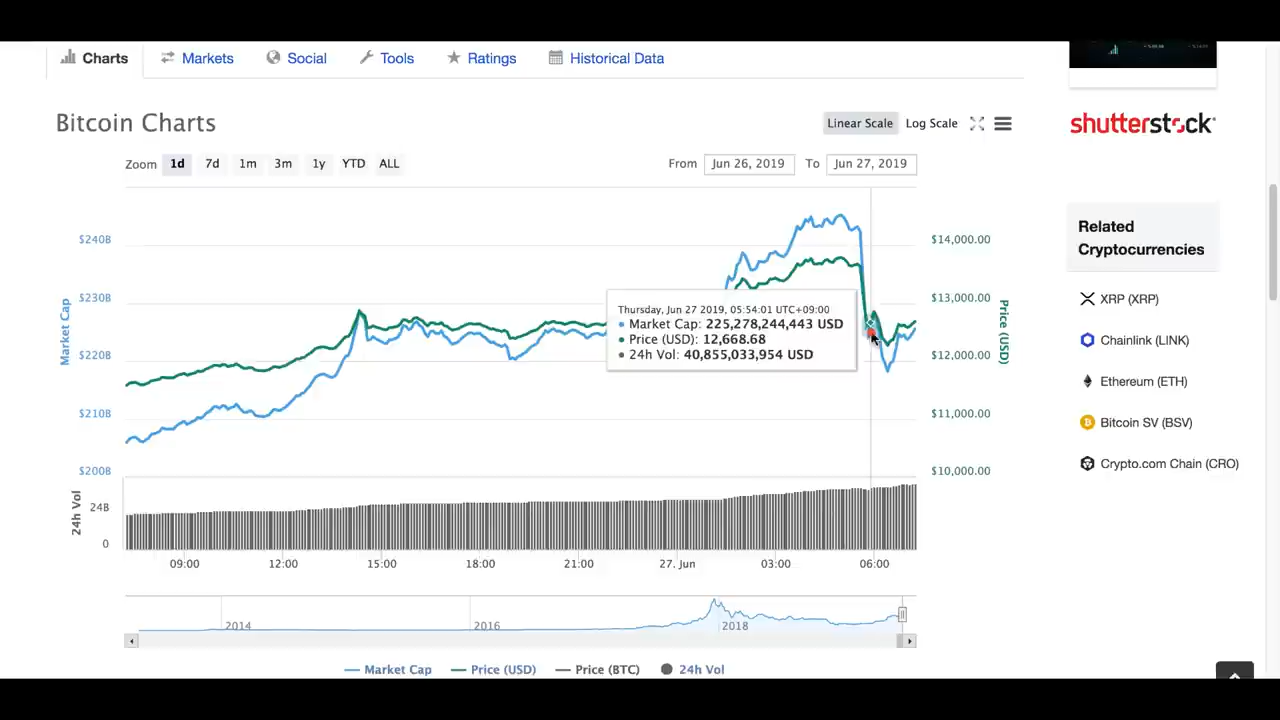 Charts Markets Social Tools Ratings Historical Data
shutterstock
Bitcoin Charts
Linear Scale Log Scale
Zoom 1d 7d 1m 3m 1y YTD ALL
From Jun 26, 2019 To Jun 27, 2019
Related
Cryptocurrencies
XRP (XRP)
Chainlink (LINK)
Ethereum (ETH)
Bitcoin SV (BSV)
Crypto.com Chain (CRO)
$240B $14,000.00
$230B $13,000.00
$220B $12,000.00
$210B $11,000.00
$200B $10,000.00
Market Cap
Price (USD)
Thursday, Jun 27 2019, 05:54:01 UTC+09:00
Market Cap: 225,278,244,443 USD
Price (USD): 12,668.68
24h Vol: 40,855,033,954 USD
24h Vol
24B
0
09:00 12:00 15:00 18:00 21:00 27. Jun 03:00 06:00
2014 2016 2018
Market Cap Price (USD) Price (BTC) 24h Vol